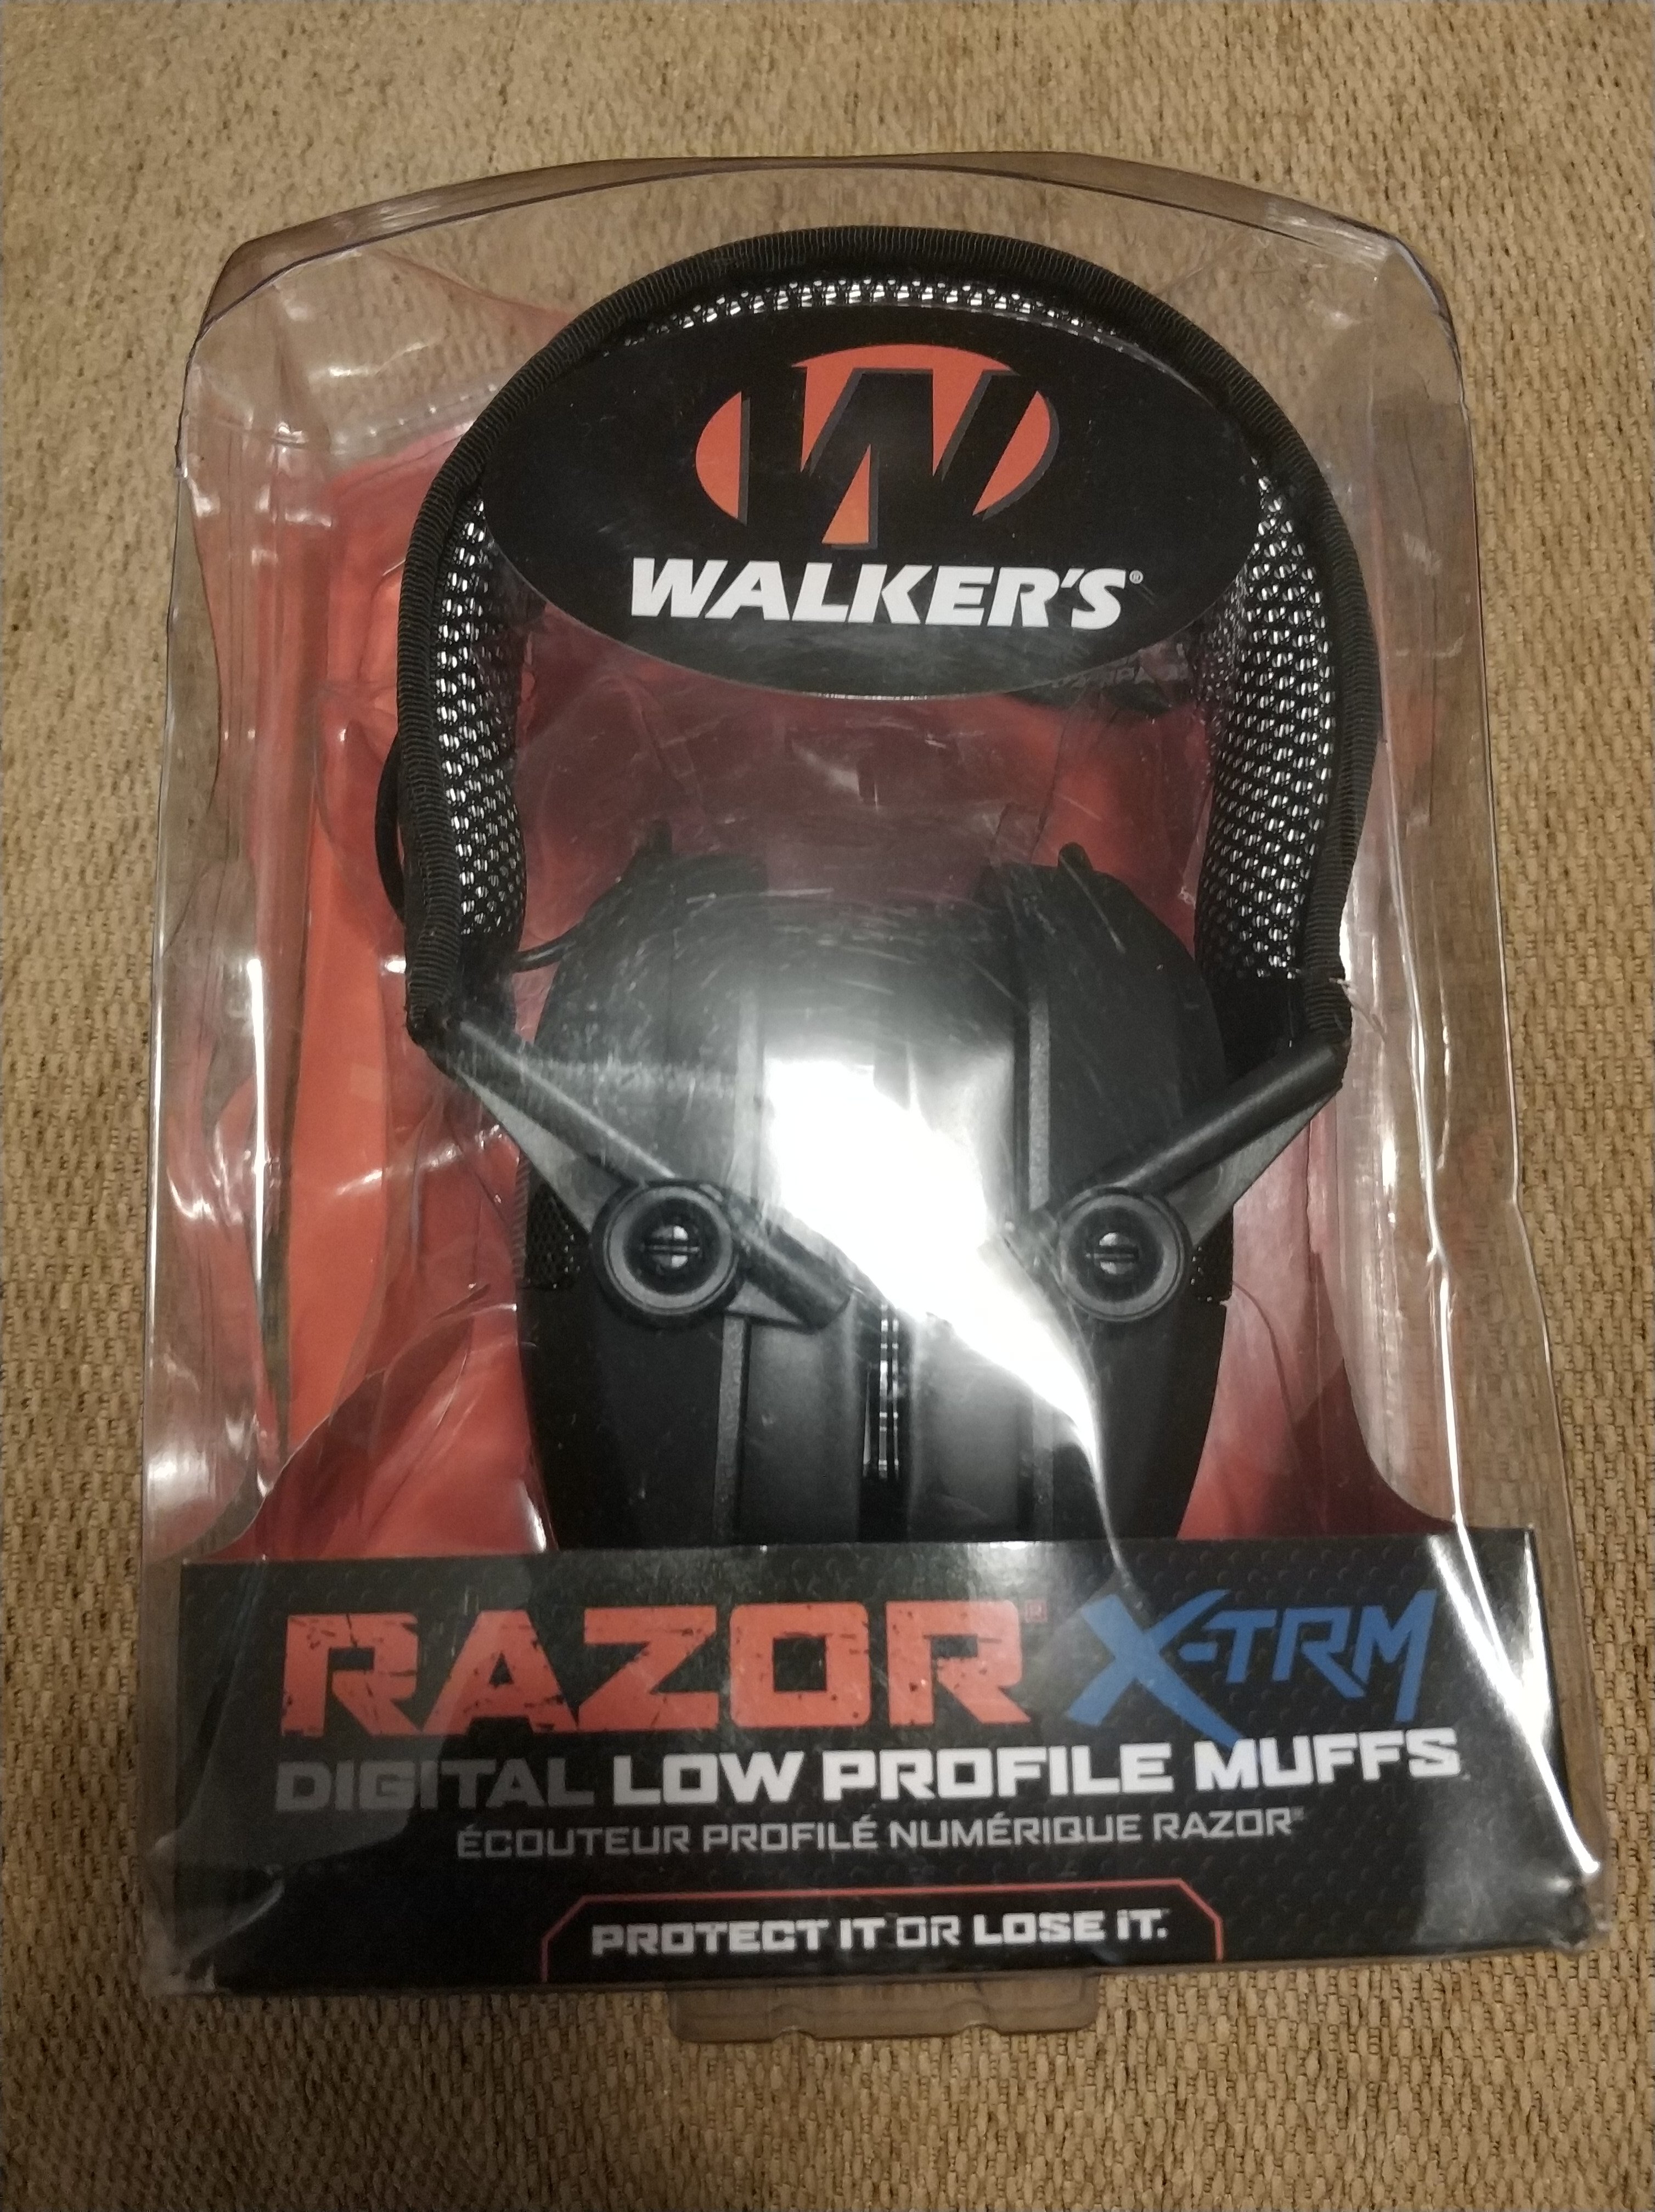 W
WALKER'S®
RAZOR® X-TRM
DIGITAL LOW PROFILE MUFFS
ÉCOUTEUR PROFILÉ NUMÉRIQUE RAZOR®
PROTECT IT OR LOSE IT.